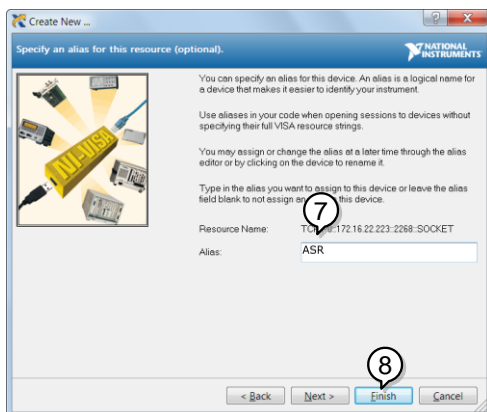 Create New ...
Specify an alias for this resource (optional).
NATIONAL
INSTRUMENTS
You can specify an alias for this device. An alias is a logical name for
a device that makes it easier to identify your instrument.
Use aliases in your code when opening sessions to devices without
specifying their full VISA resource strings.
You may assign or change the alias at a later time through the alias
editor or by clicking on the device to rename it.
Type in the alias you want to assign to this device or leave the alias
field blank to not assign an this device.
7
Resource Name: ::172.16.22.223::2268::SOCKET
Alias: ASR
NI-VISA
8
< Back Next > Finish Cancel